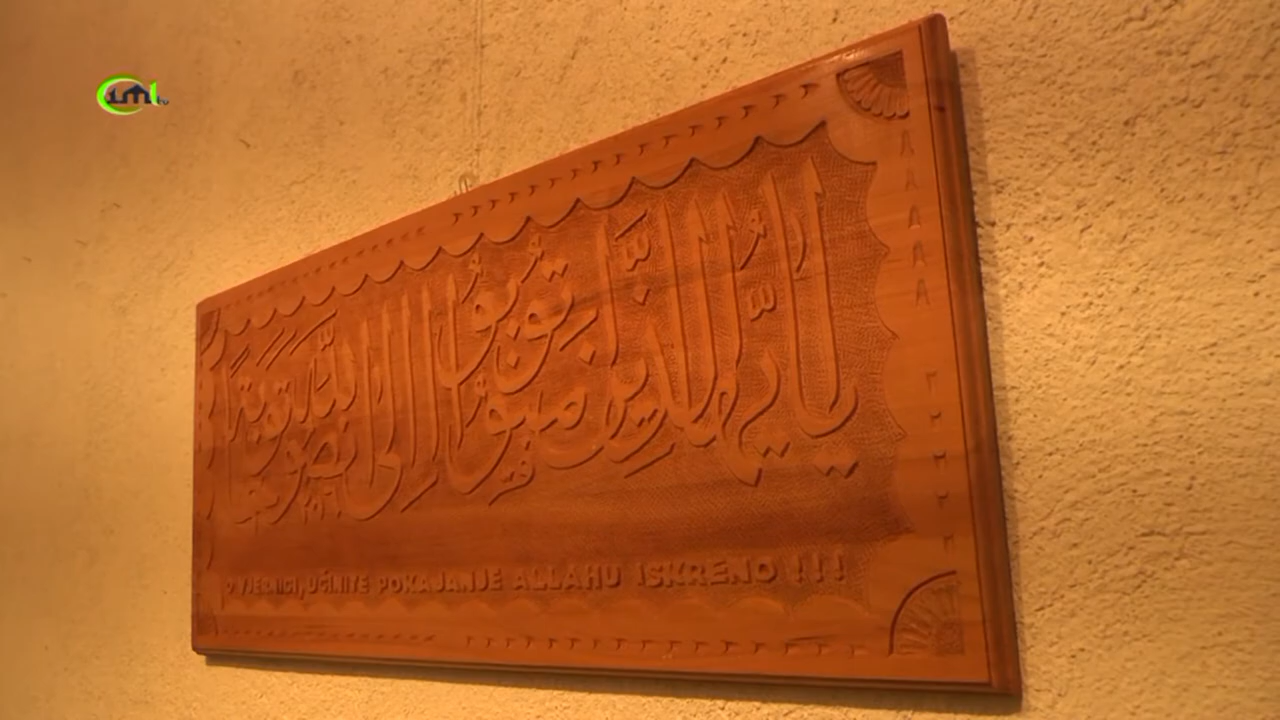 يا أيها الذين آمنوا توبوا إلى الله توبة نصوحا
O VJERNICI, UČINITE POKAJANJE ALLAHU ISKRENO !!!